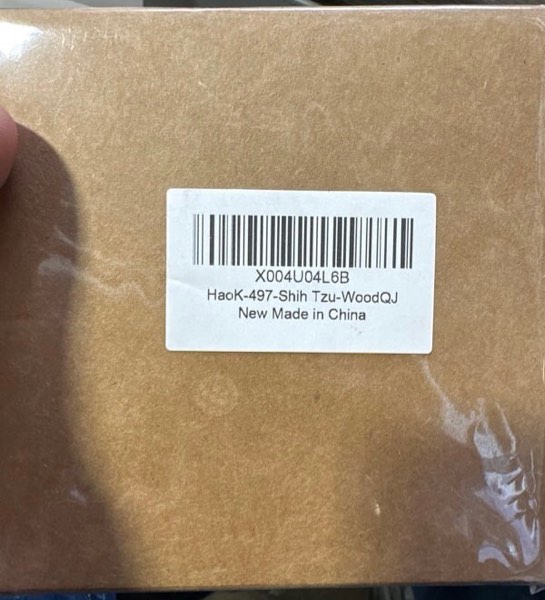 X004U04L6B
HaoK-497-Shih Tzu-WoodQJ
New Made in China